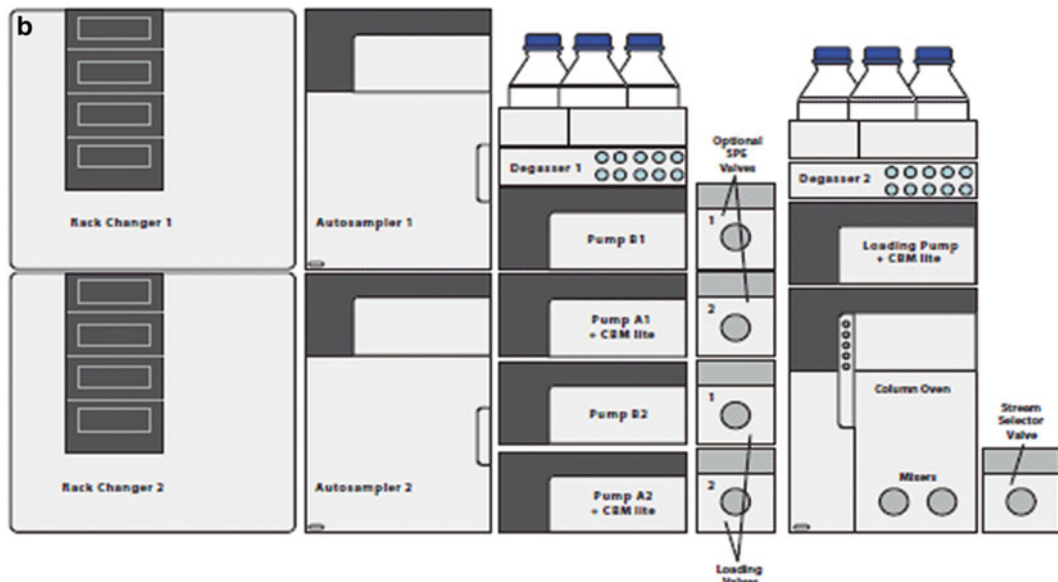 b
Rack Changer 1
Autosampler 1
Degasser 1
Pump B1
Optional
SPE
Valves
1
Degasser 2
Loading Pump
+ CBM lite
Pump A1
+ CBM lite
2
Pump B2
1
Column Oven
Stream
Selector
Valve
Rack Changer 2
Autosampler 2
Pump A2
+ CBM lite
2
Mixers
Loading
Valves